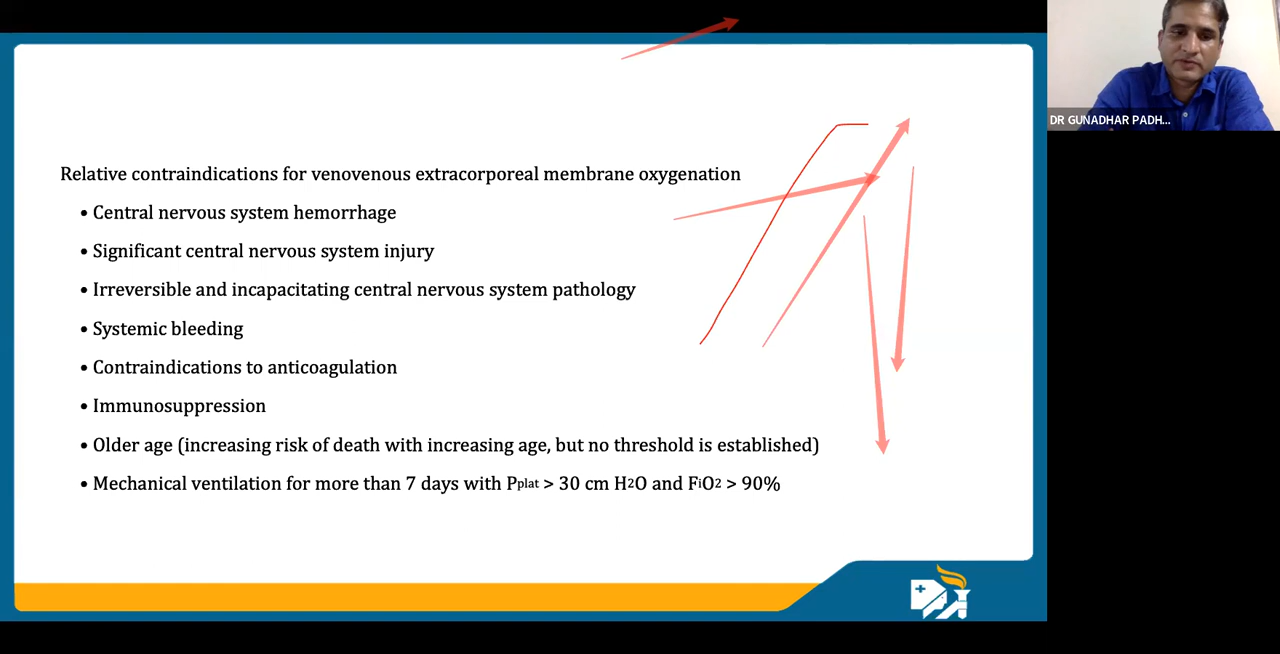 DR GUNADHAR PADH...
Relative contraindications for venovenous extracorporeal membrane oxygenation
• Central nervous system hemorrhage
• Significant central nervous system injury
• Irreversible and incapacitating central nervous system pathology
• Systemic bleeding
• Contraindications to anticoagulation
• Immunosuppression
• Older age (increasing risk of death with increasing age, but no threshold is established)
• Mechanical ventilation for more than 7 days with Pplat > 30 cm H2O and FiO2 > 90%